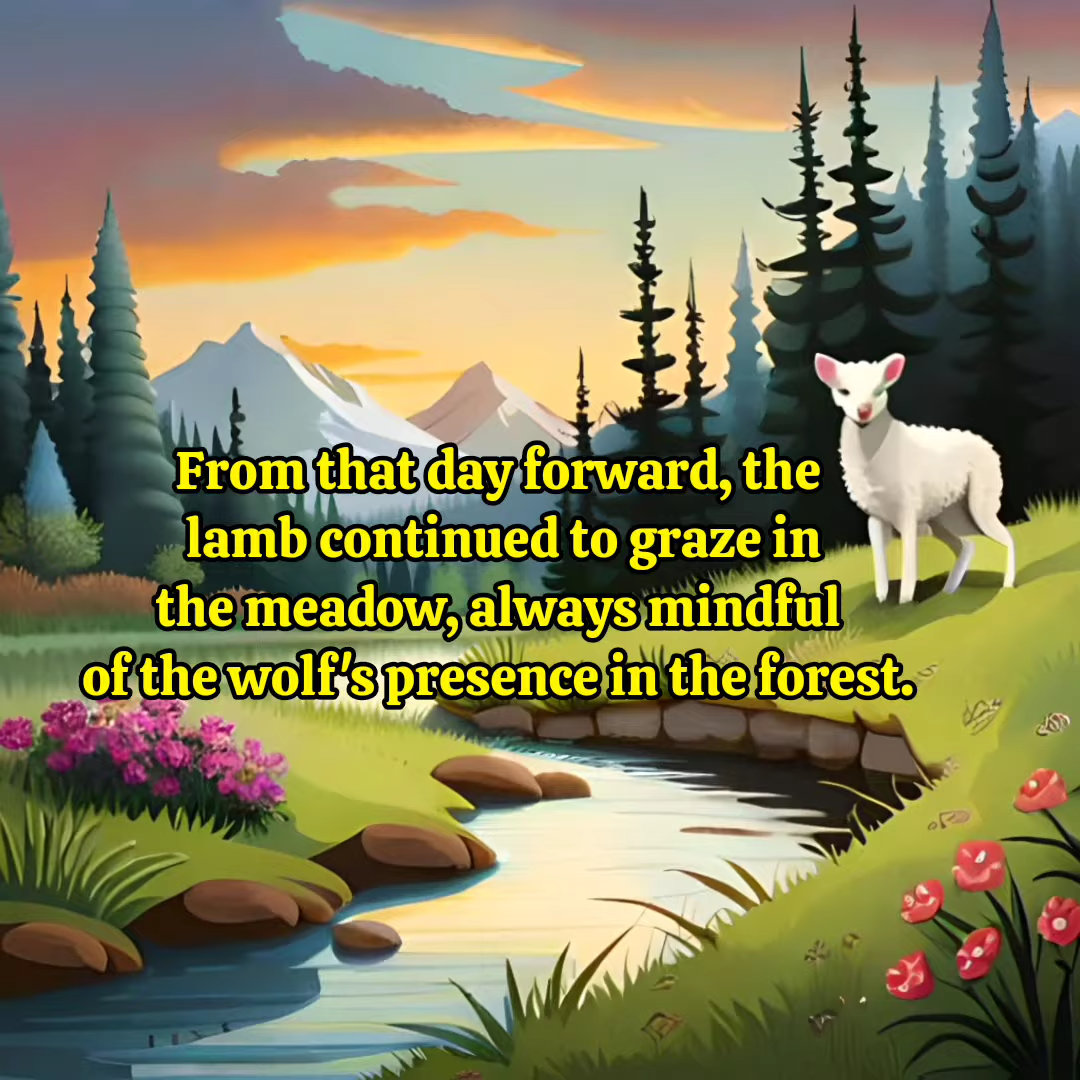 From that day forward, the
lamb continued to graze in
the meadow, always mindful
of the wolf's presence in the forest.